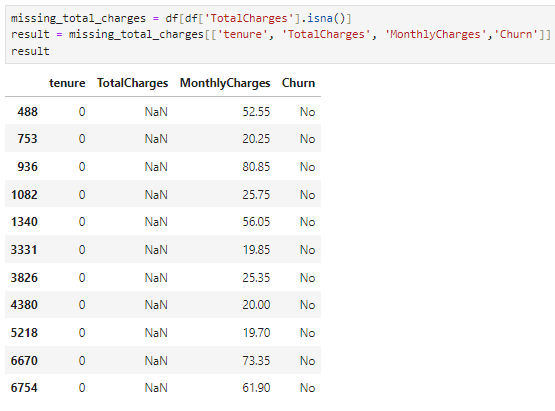 missing_total_charges = df[df['TotalCharges'].isna()]
result = missing_total_charges[['tenure', 'TotalCharges', 'MonthlyCharges','Churn']]
result
tenure TotalCharges MonthlyCharges Churn
488 0 NaN 52.55 No
753 0 NaN 20.25 No
936 0 NaN 80.85 No
1082 0 NaN 25.75 No
1340 0 NaN 56.05 No
3331 0 NaN 19.85 No
3826 0 NaN 25.35 No
4380 0 NaN 20.00 No
5218 0 NaN 19.70 No
6670 0 NaN 73.35 No
6754 0 NaN 61.90 No